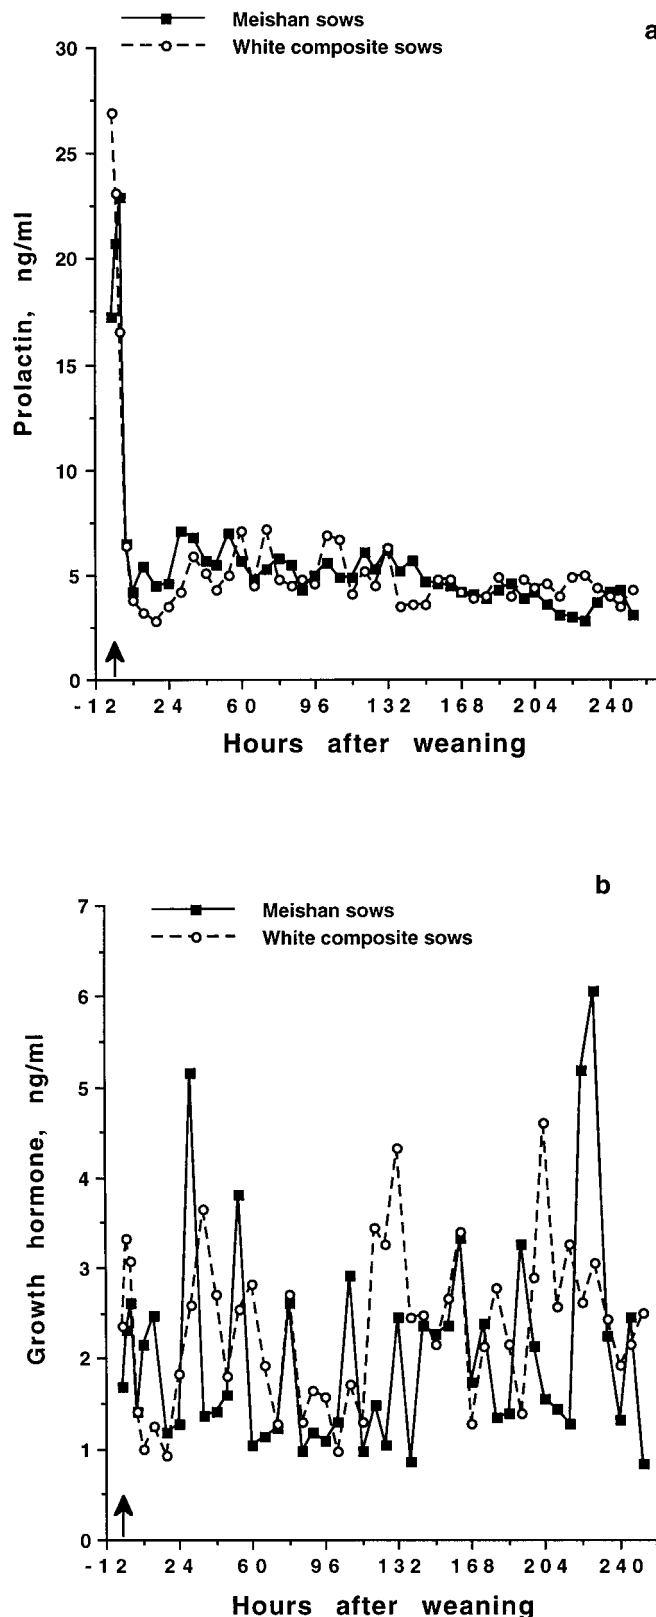 Meishan sows
White composite sows
a
30
25
20
15
10
5
0
Prolactin, ng/ml
-12 24 60 96 132 168 204 240
Hours after weaning
b
Meishan sows
White composite sows
7
6
5
4
3
2
1
0
Growth hormone, ng/ml
-12 24 60 96 132 168 204 240
Hours after weaning